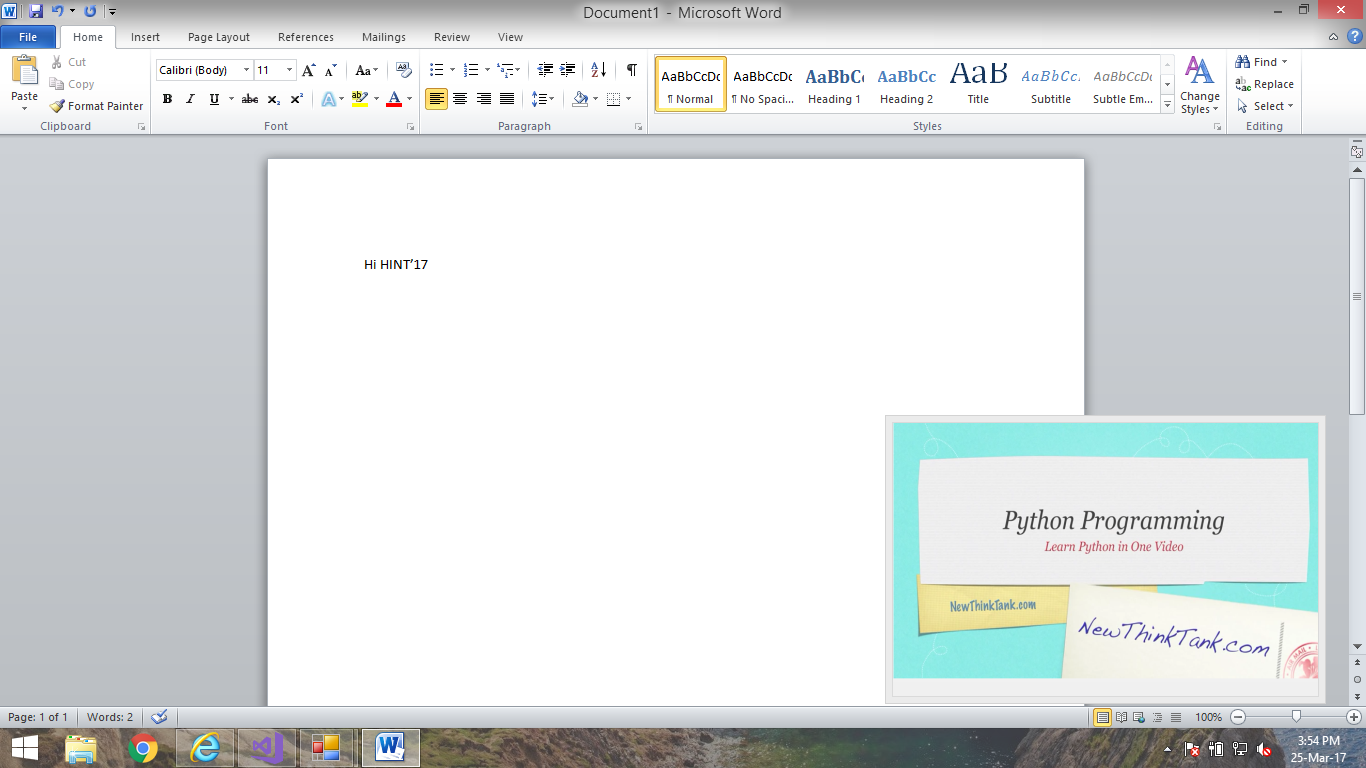 Document1 - Microsoft Word
File Home Insert Page Layout References Mailings Review View
Paste
Cut
Copy
Format Painter
Clipboard
Calibri (Body) 11
B I U abc x₂ x²
Aa
A A
Font
Paragraph
AaBbCcDc AaBbCcDc AaBbCc AaBbCc AaB AaBbCc. AaBbCcDc
¶ Normal ¶ No Spaci... Heading 1 Heading 2 Title Subtitle Subtle Em...
Change
Styles
Styles
Find
Replace
Select
Editing
Hi HINT’17
Python Programming
Learn Python in One Video
NewThinkTank.com
NewThinkTank.com
Page: 1 of 1 Words: 2
100%
3:54 PM
25-Mar-17